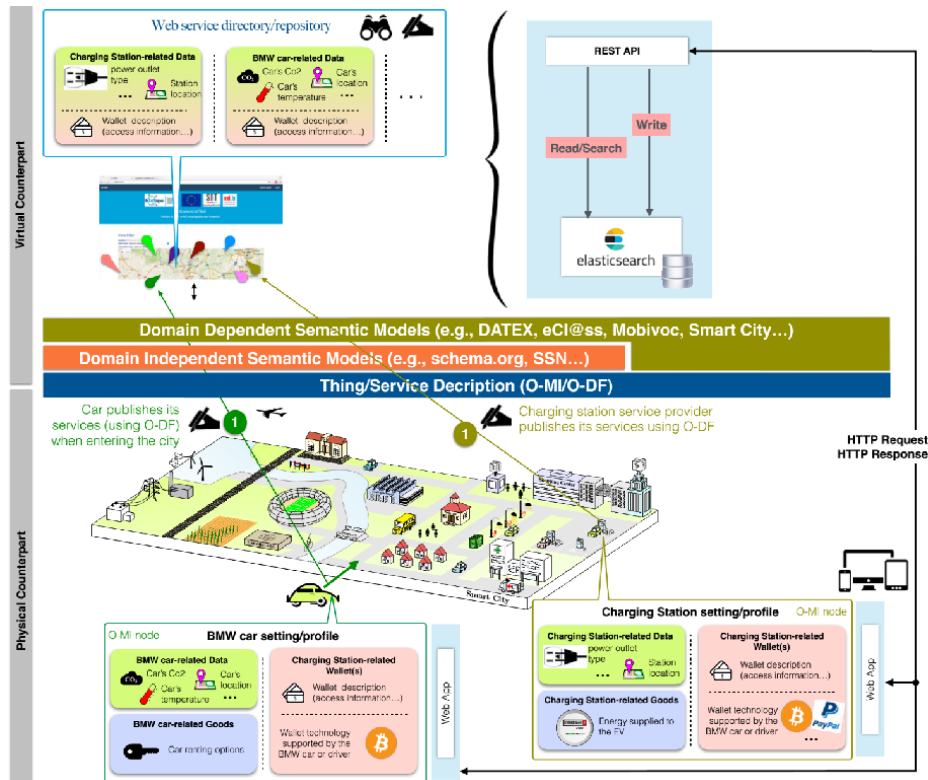 Web service directory/repository
Charging Station-related Data
power outlet
type
...
Station
location
Wallet description
(access information...)
BMW car-related Data
CO2
Car's Co2
Car's
temperature
Car's
location
...
Wallet description
(access information...)
. . .
REST API
Read/Search
Write
elasticsearch
Virtual Counterpart
Domain Dependent Semantic Models (e.g., DATEX, eCl@ss, Mobivoc, Smart City...)
Domain Independent Semantic Models (e.g., schema.org, SSN...)
Thing/Service Decription (O-MI/O-DF)
Physical Counterpart
Car publishes its
services (using O-DF)
when entering the city
1
1
Charging station service provider
publishes its services using O-DF
HTTP Request
HTTP Response
Smart City
O-MI node
BMW car setting/profile
BMW car-related Data
CO2
Car's Co2
Car's
temperature
Car's
location
...
BMW car-related Goods
Car renting options
Charging Station-related
Wallet(s)
Wallet description
(access information...)
Wallet technology
supported by the
BMW car or driver
Web App
Charging Station setting/profile
O-MI node
Charging Station-related Data
power outlet
type
...
Station
location
Charging Station-related Goods
Energy supplied to
the EV
Charging Station-related
Wallet(s)
Wallet description
(access information...)
Wallet technology
supported by the
BMW car or driver
PayPal
...
Web App